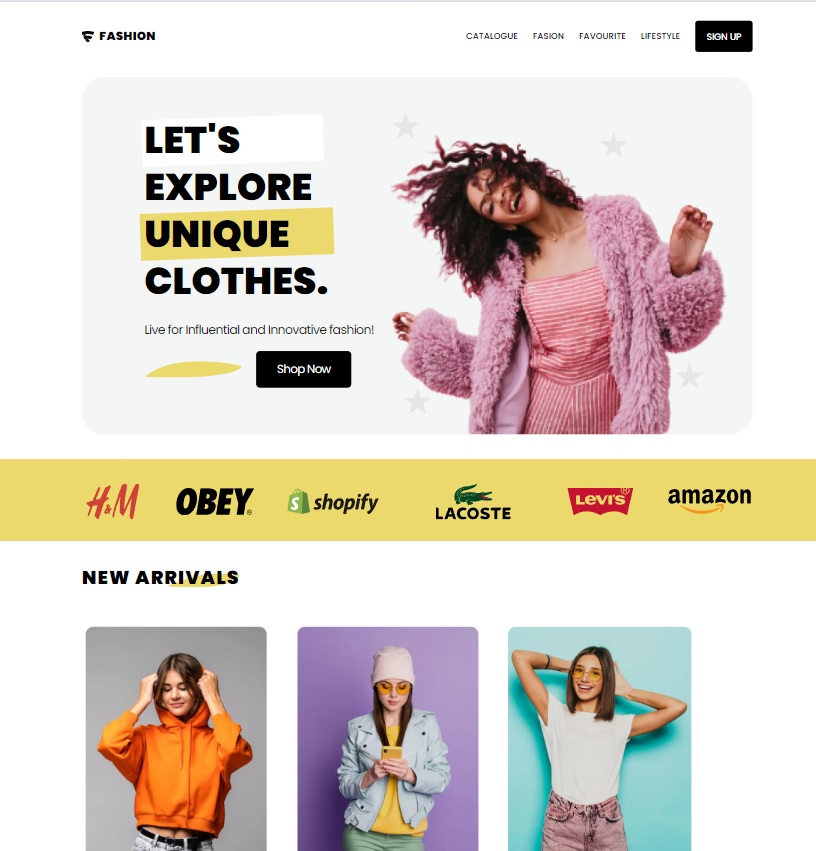 FASHION
CATALOGUE FASION FAVOURITE LIFESTYLE SIGN UP
LET'S
EXPLORE
UNIQUE
CLOTHES.
Live for Influential and Innovative fashion!
Shop Now
H&M OBEY® shopify LACOSTE Levi's® amazon
NEW ARRIVALS